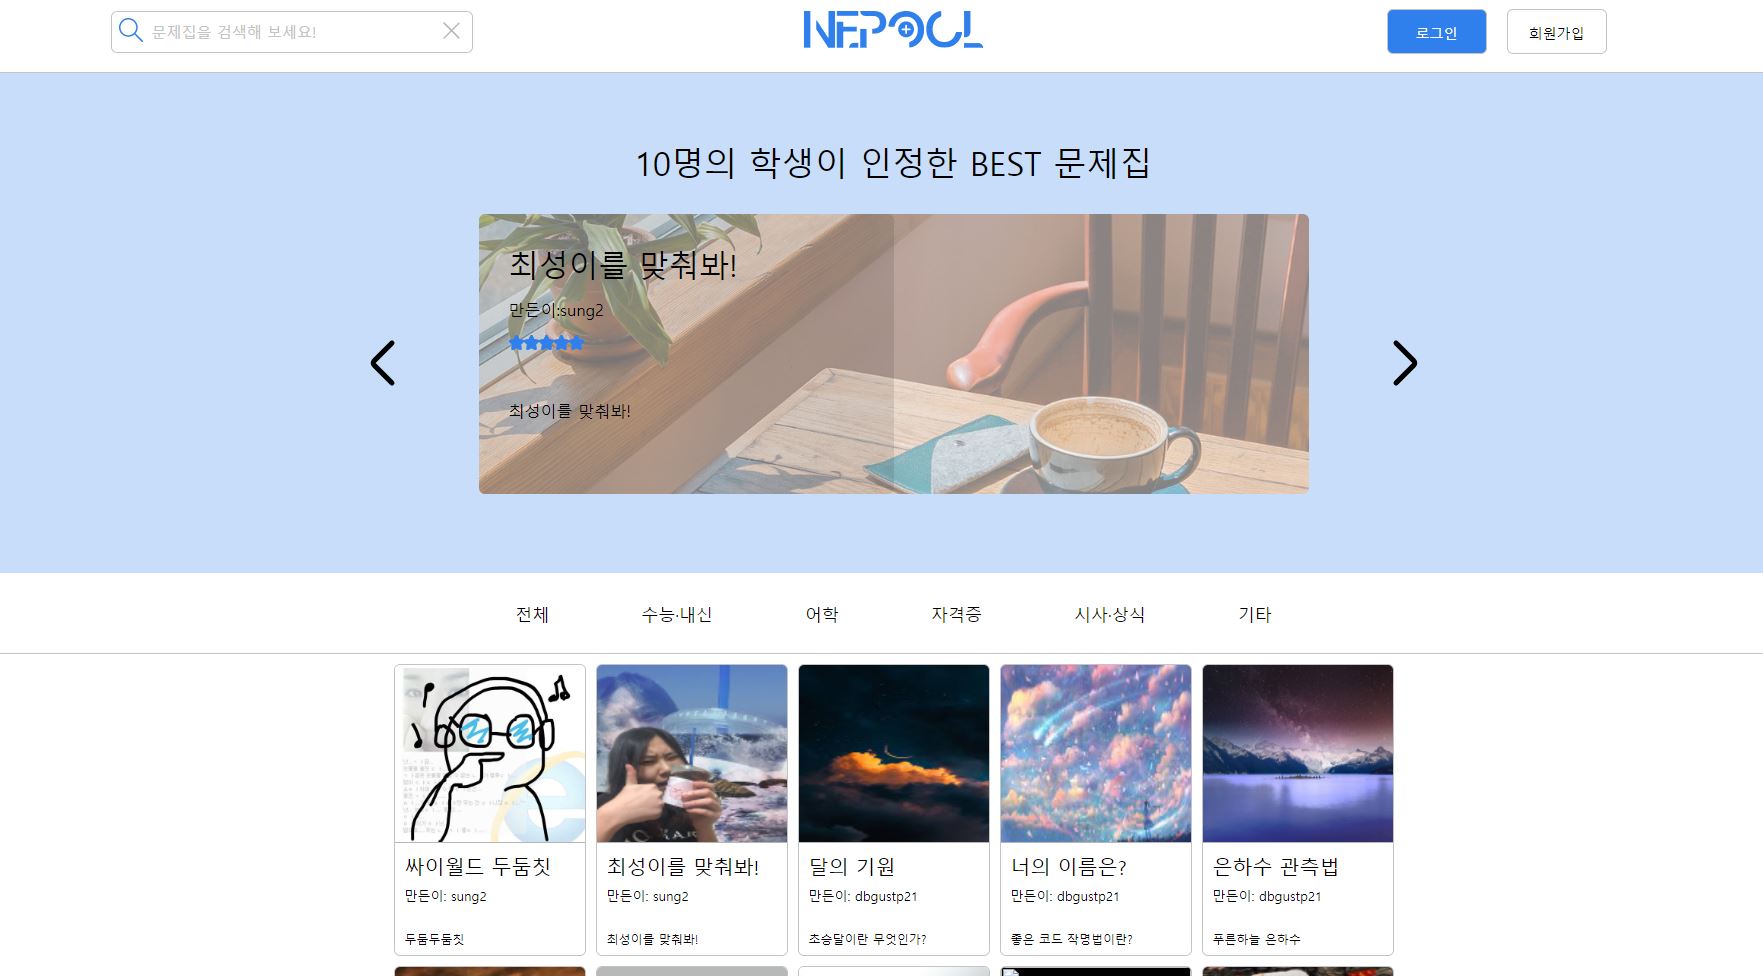 문제집을 검색해 보세요!
NEPOCL
로그인
회원가입
10명의 학생이 인정한 BEST 문제집
최성이를 맞춰봐!
만든이:sung2
최성이를 맞춰봐!
전체
수능·내신
어학
자격증
시사·상식
기타
싸이월드 두둠칫
만든이: sung2
두둠두둠칫
최성이를 맞춰봐!
만든이: sung2
최성이를 맞춰봐!
달의 기원
만든이: dbgustp21
초승달이란 무엇인가?
너의 이름은?
만든이: dbgustp21
좋은 코드 작명법이란?
은하수 관측법
만든이: dbgustp21
푸른하늘 은하수